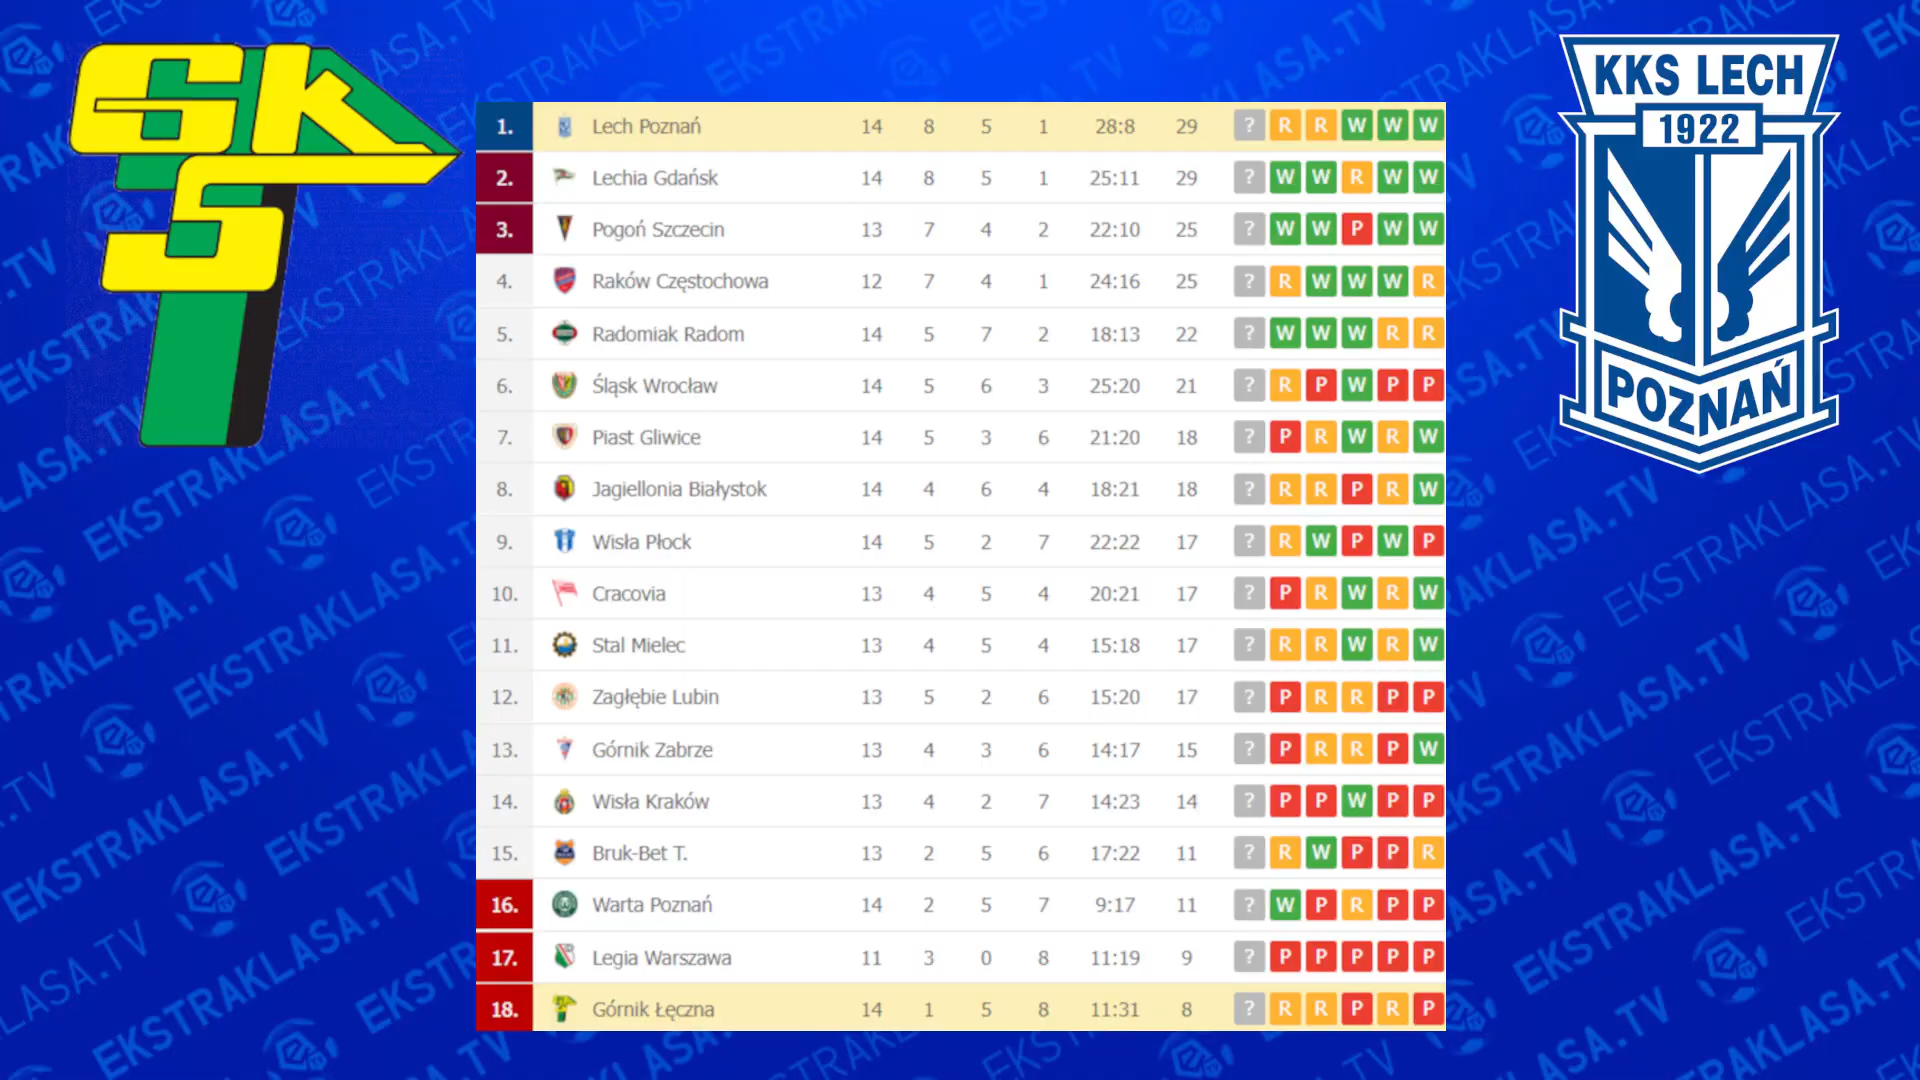 GKS
KKS LECH
1922
POZNAŃ
1. Lech Poznań 14 8 5 1 28:8 29 ? R R W W W
2. Lechia Gdańsk 14 8 5 1 25:11 29 ? W W R W W
3. Pogoń Szczecin 13 7 4 2 22:10 25 ? W W P W W
4. Raków Częstochowa 12 7 4 1 24:16 25 ? R W W W R
5. Radomiak Radom 14 5 7 2 18:13 22 ? W W W R R
6. Śląsk Wrocław 14 5 6 3 25:20 21 ? R P W P P
7. Piast Gliwice 14 5 3 6 21:20 18 ? P R W R W
8. Jagiellonia Białystok 14 4 6 4 18:21 18 ? R R P R W
9. Wisła Płock 14 5 2 7 22:22 17 ? R W P W P
10. Cracovia 13 4 5 4 20:21 17 ? P R W R W
11. Stal Mielec 13 4 5 4 15:18 17 ? R R W R W
12. Zagłębie Lubin 13 5 2 6 15:20 17 ? P R R P P
13. Górnik Zabrze 13 4 3 6 14:17 15 ? P R R P W
14. Wisła Kraków 13 4 2 7 14:23 14 ? P P W P P
15. Bruk-Bet T. 13 2 5 6 17:22 11 ? R W P P R
16. Warta Poznań 14 2 5 7 9:17 11 ? W P R P P
17. Legia Warszawa 11 3 0 8 11:19 9 ? P P P P P
18. Górnik Łęczna 14 1 5 8 11:31 8 ? R R P R P
EKSTRAKLASA.TV